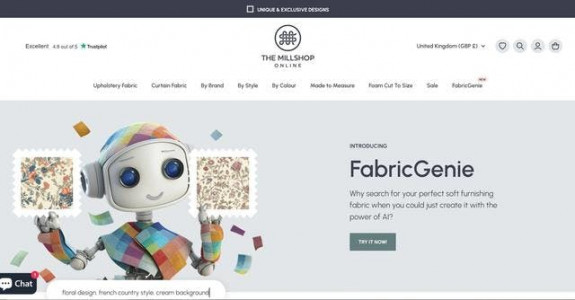 UNIQUE & EXCLUSIVE DESIGNS
Excellent 4.9 out of 5 Trustpilot
THE MILLSHOP
ONLINE
United Kingdom (GBP £)
Upholstery Fabric Curtain Fabric By Brand By Style By Colour Made to Measure Foam Cut To Size Sale FabricGenie
INTRODUCING
FabricGenie
Why search for your perfect soft furnishing
fabric when you could just create it with the
power of AI?
TRY IT NOW!
Chat
floral design, french country style, cream background